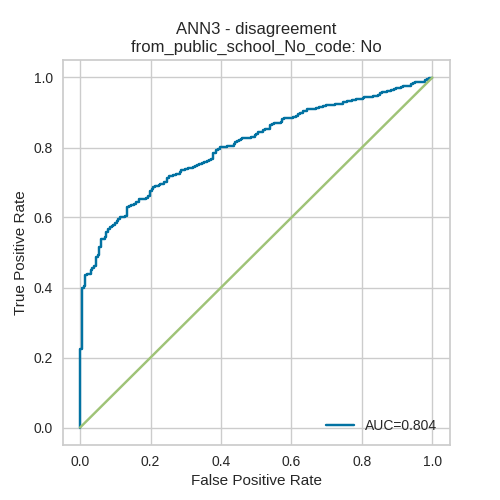 ANN3 - disagreement
from_public_school_No_code: No
1.0
0.8
0.6
0.4
0.2
0.0
True Positive Rate
AUC=0.804
0.0 0.2 0.4 0.6 0.8 1.0
False Positive Rate